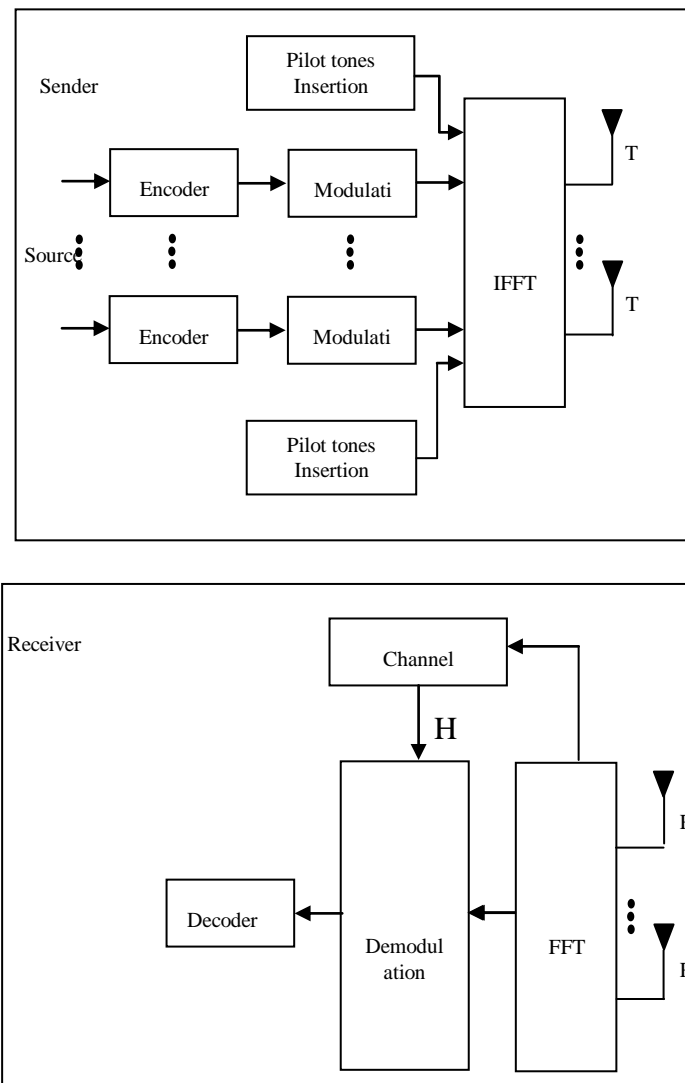 Pilot tones
Insertion
Sender
T
Encoder
Modulati
Source
IFFT
T
Encoder
Modulati
Pilot tones
Insertion
Receiver
Channel
H
Decoder
Demodul
ation
FFT